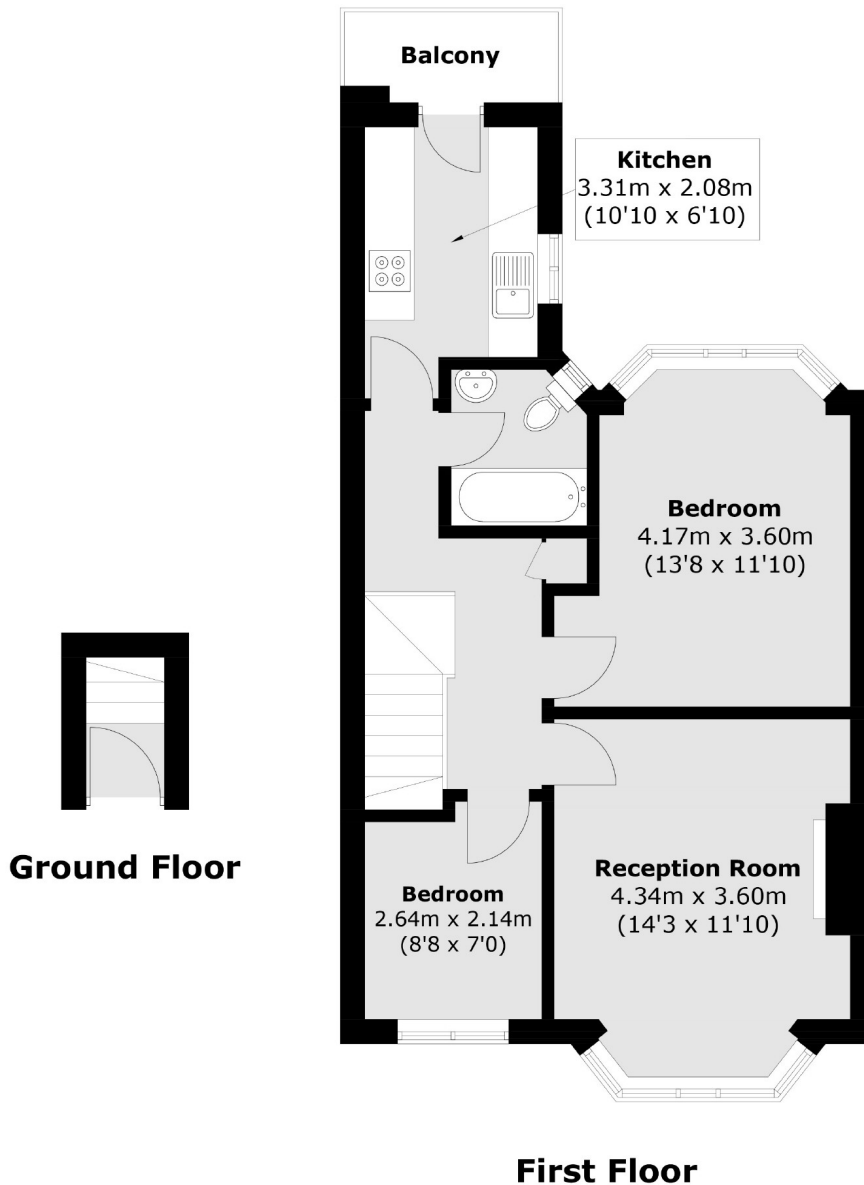 Balcony
Kitchen
3.31m x 2.08m
(10'10 x 6'10)
Bedroom
4.17m x 3.60m
(13'8 x 11'10)
Ground Floor
Reception Room
4.34m x 3.60m
(14'3 x 11'10)
Bedroom
2.64m x 2.14m
(8'8 x 7'0)
First Floor